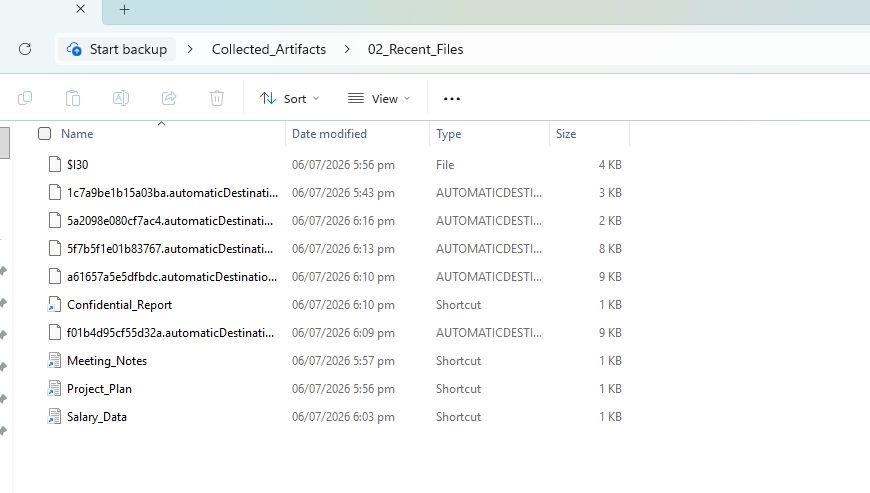 Start backup > Collected_Artifacts > 02_Recent_Files
Sort View ...
Name Date modified Type Size
$I30 06/07/2026 5:56 pm File 4 KB
1c7a9be1b15a03ba.automaticDestinati... 06/07/2026 5:43 pm AUTOMATICDESTI... 3 KB
5a2098e080cf7ac4.automaticDestinati... 06/07/2026 6:16 pm AUTOMATICDESTI... 2 KB
5f7b5f1e01b83767.automaticDestinati... 06/07/2026 6:13 pm AUTOMATICDESTI... 8 KB
a61657a5e5dfbdc.automaticDestinatio... 06/07/2026 6:10 pm AUTOMATICDESTI... 9 KB
Confidential_Report 06/07/2026 6:10 pm Shortcut 1 KB
f01b4d95cf55d32a.automaticDestinati... 06/07/2026 6:09 pm AUTOMATICDESTI... 9 KB
Meeting_Notes 06/07/2026 5:57 pm Shortcut 1 KB
Project_Plan 06/07/2026 5:56 pm Shortcut 1 KB
Salary_Data 06/07/2026 6:03 pm Shortcut 1 KB